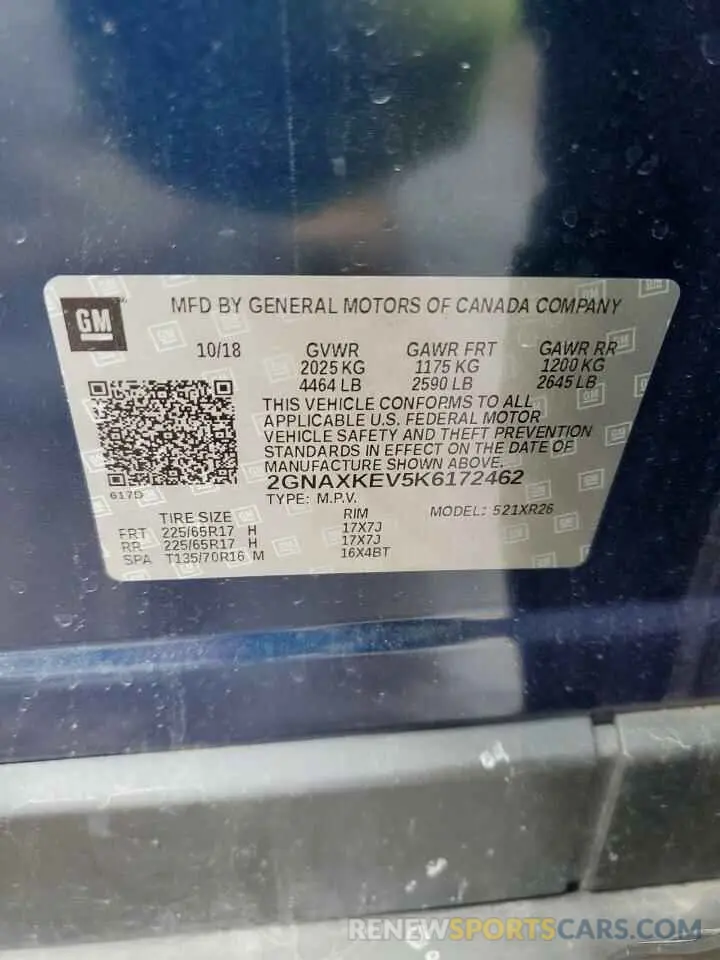 GM
MFD BY GENERAL MOTORS OF CANADA COMPANY
10/18 GVWR GAWR FRT GAWR RR
2025 KG 1175 KG 1200 KG
4464 LB 2590 LB 2645 LB
THIS VEHICLE CONFORMS TO ALL
APPLICABLE U.S. FEDERAL MOTOR
VEHICLE SAFETY AND THEFT PREVENTION
STANDARDS IN EFFECT ON THE DATE OF
MANUFACTURE SHOWN ABOVE.
617D
2GNAXKEV5K6172462
TYPE: M.P.V. MODEL: 521XR26
TIRE SIZE RIM
FRT 225/65R17 H 17X7J
RR 225/65R17 H 17X7J
SPA T135/70R16 M 16X4BT
RENEWSPORTSCARS.COM